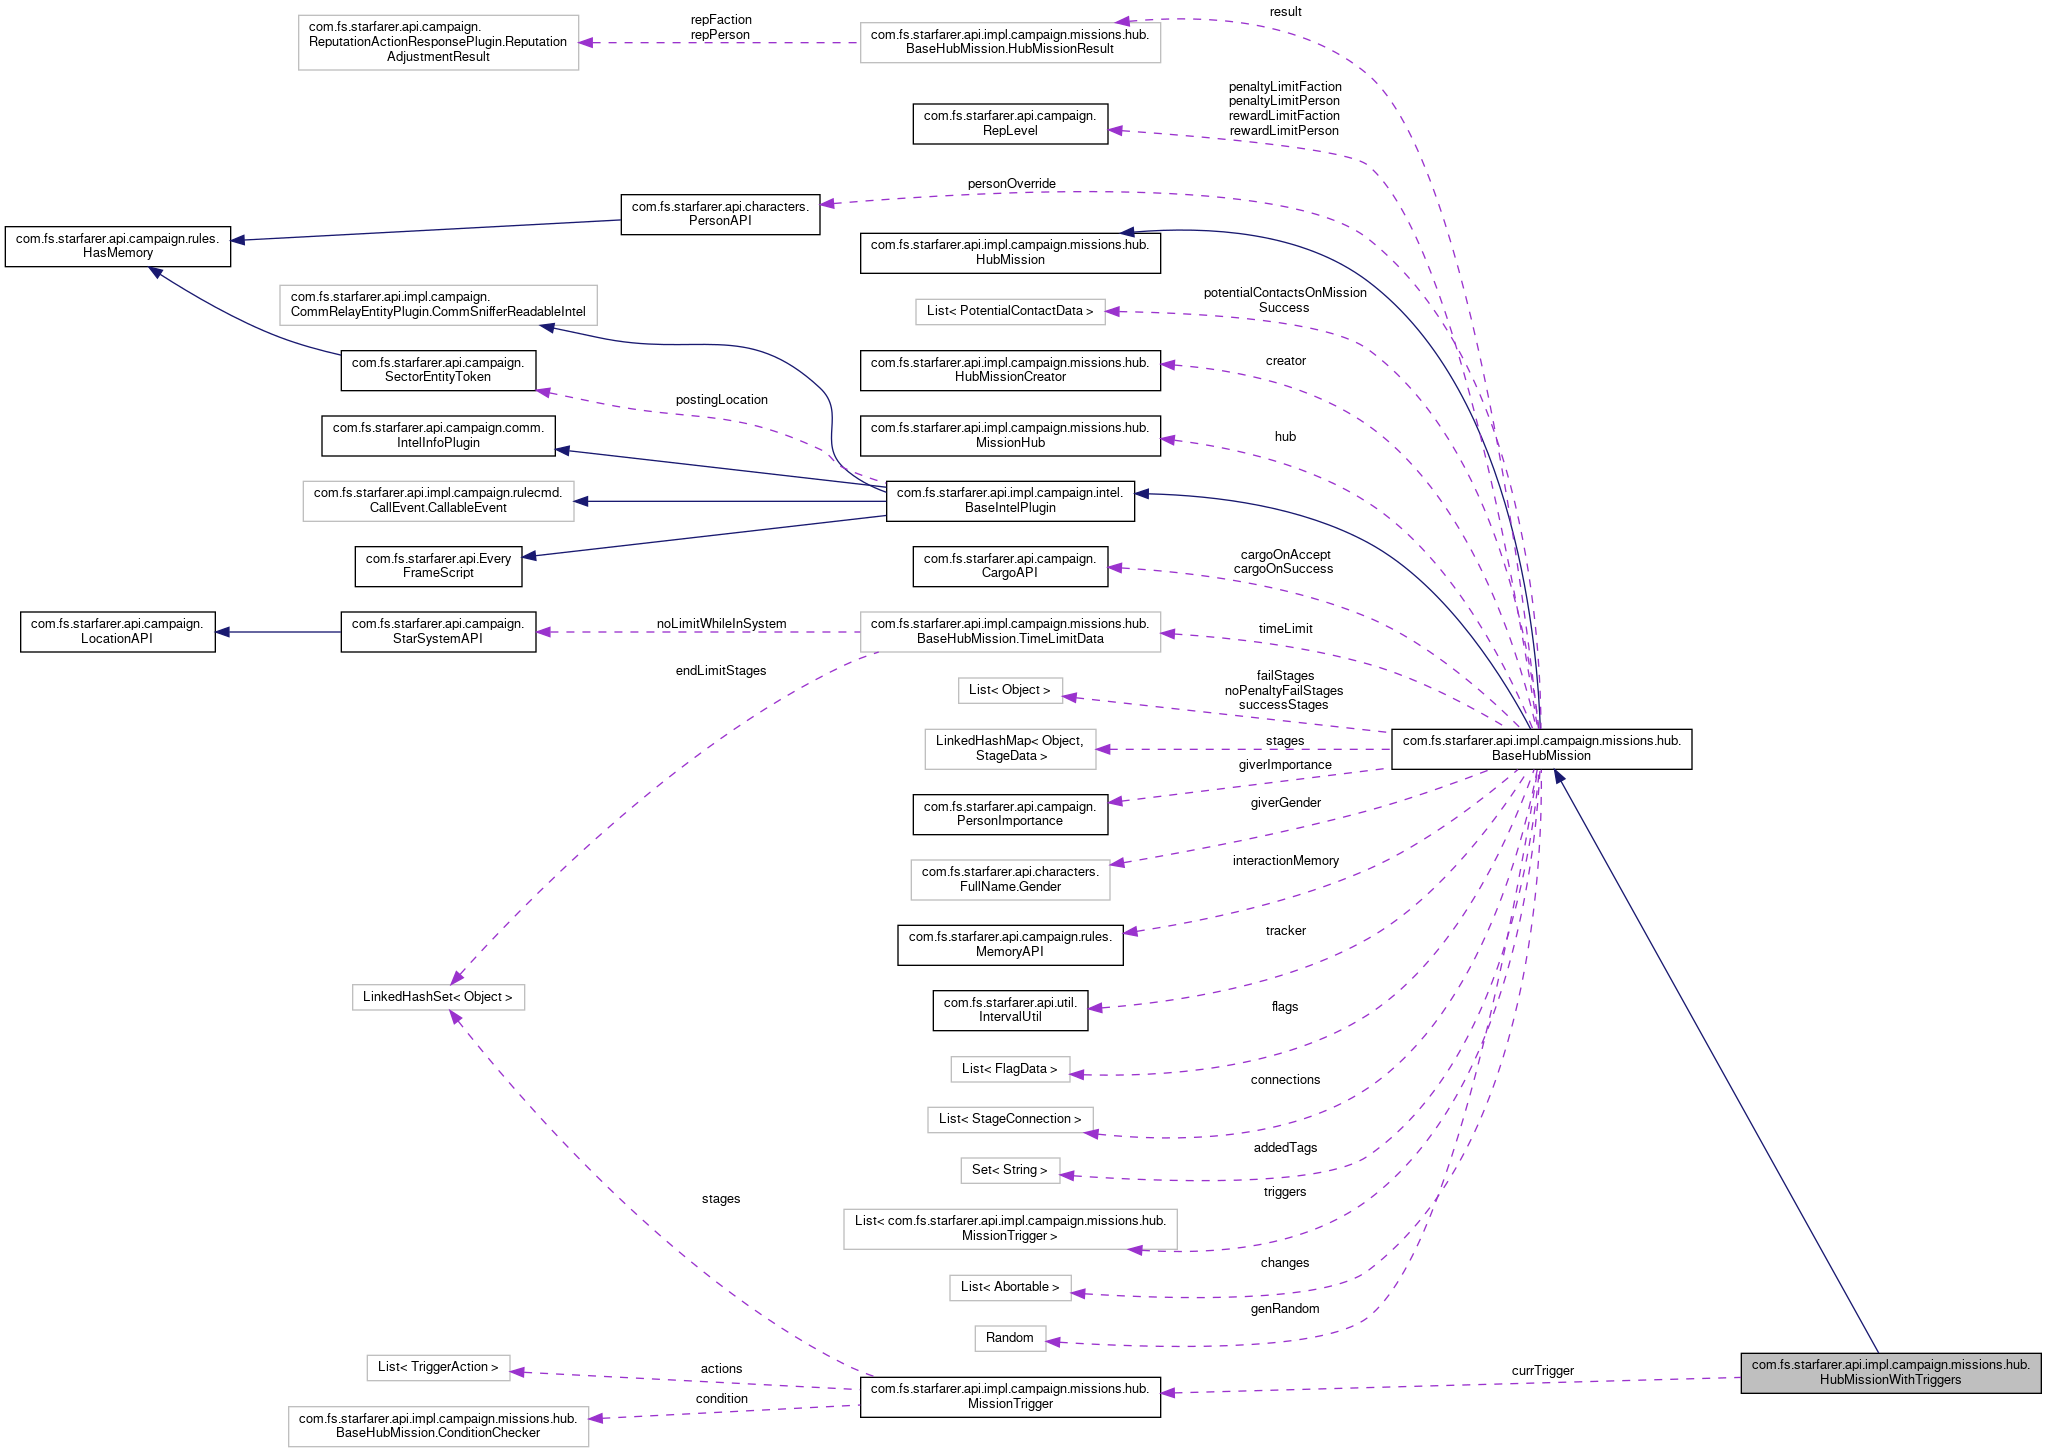 result
repFaction
repPerson
com.fs.starfarer.api.campaign.
ReputationActionResponsePlugin.Reputation
AdjustmentResult
com.fs.starfarer.api.impl.campaign.missions.hub.
BaseHubMission.HubMissionResult
penaltyLimitFaction
penaltyLimitPerson
rewardLimitFaction
rewardLimitPerson
com.fs.starfarer.api.campaign.
RepLevel
personOverride
com.fs.starfarer.api.characters.
PersonAPI
com.fs.starfarer.api.campaign.rules.
HasMemory
com.fs.starfarer.api.impl.campaign.missions.hub.
HubMission
com.fs.starfarer.api.impl.campaign.
CommRelayEntityPlugin.CommSnifferReadableIntel
List< PotentialContactData >
potentialContactsOnMission
Success
com.fs.starfarer.api.campaign.
SectorEntityToken
com.fs.starfarer.api.impl.campaign.missions.hub.
HubMissionCreator
creator
postingLocation
com.fs.starfarer.api.campaign.comm.
IntelInfoPlugin
com.fs.starfarer.api.impl.campaign.missions.hub.
MissionHub
hub
com.fs.starfarer.api.impl.campaign.rulecmd.
CallEvent.CallableEvent
com.fs.starfarer.api.impl.campaign.intel.
BaseIntelPlugin
com.fs.starfarer.api.Every
FrameScript
com.fs.starfarer.api.campaign.
CargoAPI
cargoOnAccept
cargoOnSuccess
com.fs.starfarer.api.campaign.
LocationAPI
com.fs.starfarer.api.campaign.
StarSystemAPI
noLimitWhileInSystem
com.fs.starfarer.api.impl.campaign.missions.hub.
BaseHubMission.TimeLimitData
timeLimit
endLimitStages
List< Object >
failStages
noPenaltyFailStages
successStages
LinkedHashMap< Object,
StageData >
stages
com.fs.starfarer.api.impl.campaign.missions.hub.
BaseHubMission
giverImportance
com.fs.starfarer.api.campaign.
PersonImportance
giverGender
com.fs.starfarer.api.characters.
FullName.Gender
interactionMemory
com.fs.starfarer.api.campaign.rules.
MemoryAPI
tracker
LinkedHashSet< Object >
com.fs.starfarer.api.util.
IntervalUtil
flags
List< FlagData >
connections
List< StageConnection >
addedTags
Set< String >
stages
triggers
List< com.fs.starfarer.api.impl.campaign.missions.hub.
MissionTrigger >
changes
List< Abortable >
genRandom
Random
List< TriggerAction >
actions
currTrigger
com.fs.starfarer.api.impl.campaign.missions.hub.
HubMissionWithTriggers
com.fs.starfarer.api.impl.campaign.missions.hub.
MissionTrigger
condition
com.fs.starfarer.api.impl.campaign.missions.hub.
BaseHubMission.ConditionChecker